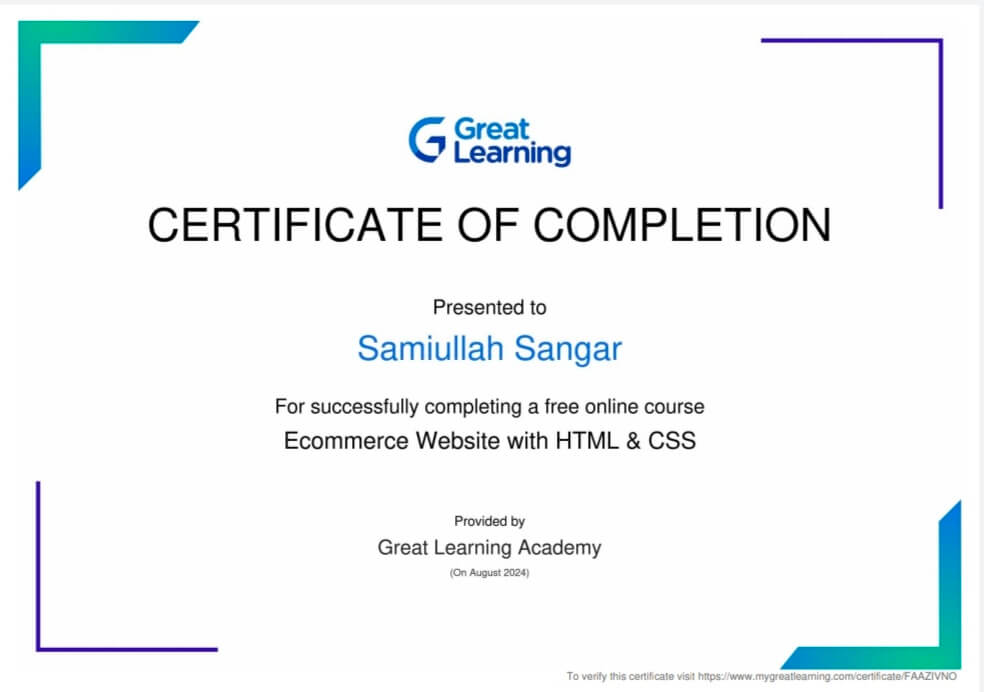 Great
Learning
CERTIFICATE OF COMPLETION
Presented to
Samiullah Sangar
For successfully completing a free online course
Ecommerce Website with HTML & CSS
Provided by
Great Learning Academy
(On August 2024)
To verify this certificate visit https://www.mygreatlearning.com/certificate/FAAZIVNO